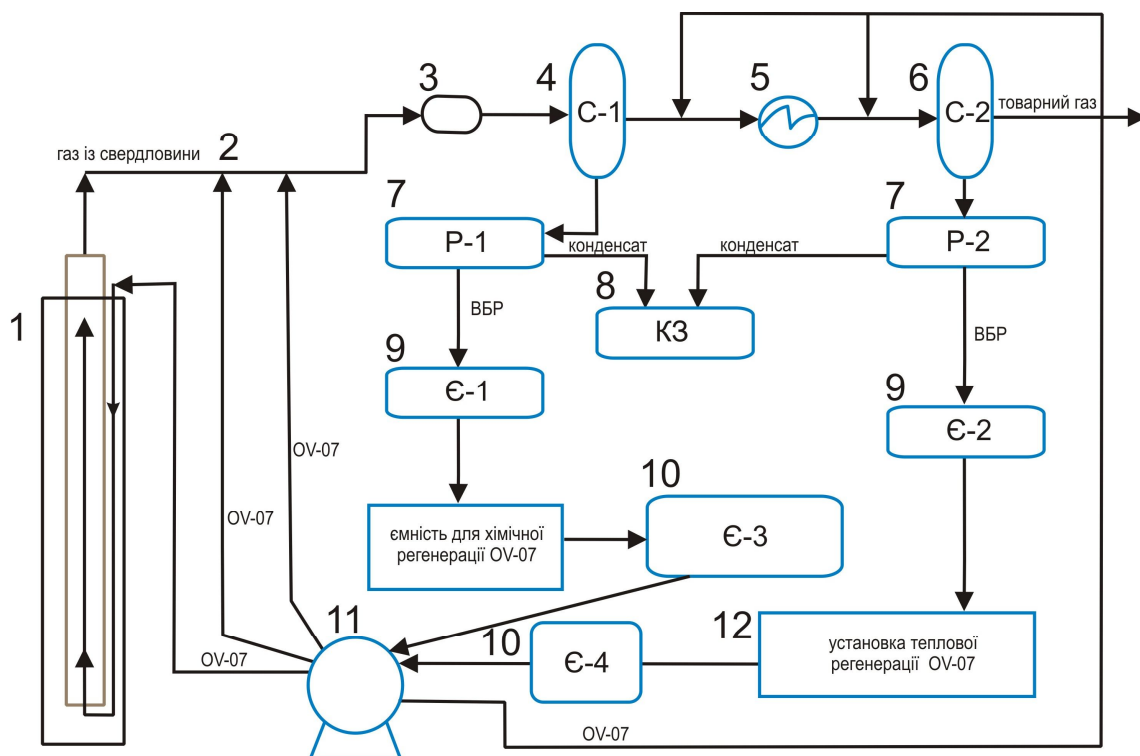 3
4
5
6
С-1
С-2
товарний газ
газ із свердловини
2
7
7
Р-1
конденсат
конденсат
Р-2
8
КЗ
ВБР
ВБР
1
9
9
Є-1
Є-2
OV-07
OV-07
10
ємність для хімічної
регенерації OV-07
Є-3
11
10
12
OV-07
Є-4
установка теплової
регенерації OV-07
OV-07